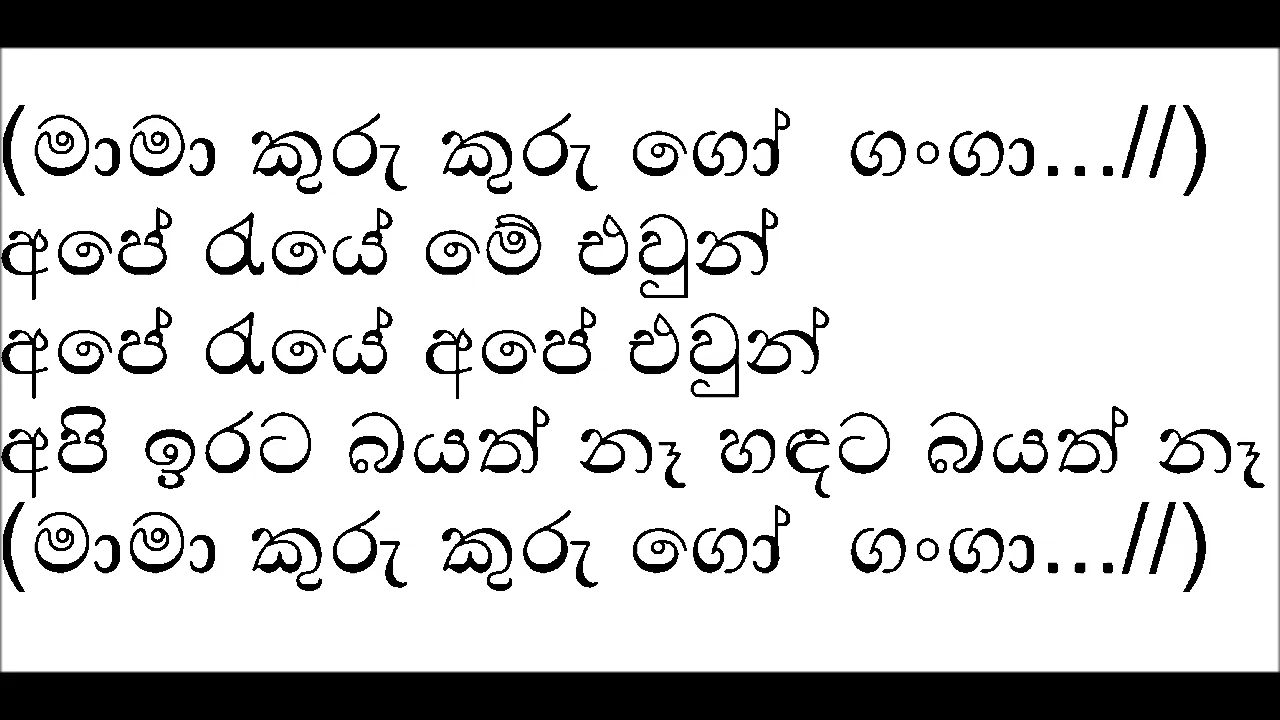 (මාමා කුරු කුරු ගෝ  ගංගා...//)
අපේ රැයේ මේ එවුන්
අපේ රැයේ අපේ එවුන්
අපි ඉරට බයත් නෑ හඳට බයත් නෑ
(මාමා කුරු කුරු ගෝ  ගංගා...//)